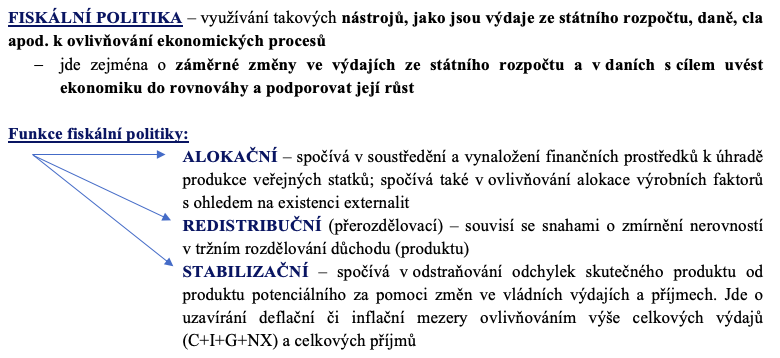 FISKÁLNÍ POLITIKA – využívání takových nástrojů, jako jsou výdaje ze státního rozpočtu, daně, cla
apod. k ovlivňování ekonomických procesů
– jde zejména o záměrné změny ve výdajích ze státního rozpočtu a v daních s cílem uvést
ekonomiku do rovnováhy a podporovat její růst
Funkce fiskální politiky:
ALOKAČNÍ – spočívá v soustředění a vynaložení finančních prostředků k úhradě
produkce veřejných statků; spočívá také v ovlivňování alokace výrobních faktorů
s ohledem na existenci externalit
REDISTRIBUČNÍ (přerozdělovací) – souvisí se snahami o zmírnění nerovností
v tržním rozdělování důchodu (produktu)
STABILIZAČNÍ – spočívá v odstraňování odchylek skutečného produktu od
produktu potenciálního za pomoci změn ve vládních výdajích a příjmech. Jde o
uzavírání deflační či inflační mezery ovlivňováním výše celkových výdajů
(C+I+G+NX) a celkových příjmů